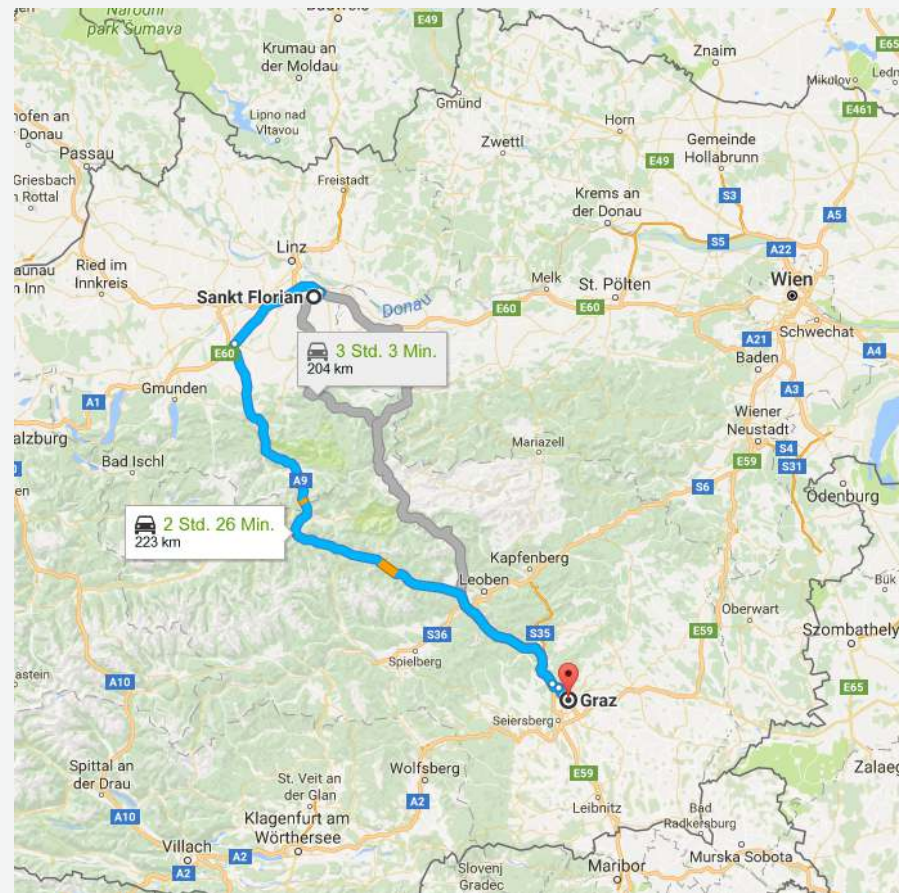 Národní
park Šumava
Budweis
E49
Krumau an
der Moldau
Znaim
E65
Mikulov
Ledn
Gmünd
E461
Lipno nad
Vltavou
Horn
hofen an
r Donau
Zwettl
Gemeinde
Hollabrunn
E49
Passau
Griesbach
n Rottal
Freistadt
S3
Krems an
der Donau
A5
Linz
S5
A22
aunau
m Inn
Ried im
Innkreis
Melk
St. Pölten
Wien
Sankt Florian
Donau
E60
E60
Schwechat
3 Std. 3 Min.
204 km
A21
A4
E60
Baden
Gmunden
A3
A1
Wiener
Neustadt
alzburg
Mariazell
S4
Bad Ischl
E59
S31
A9
S6
Ödenburg
2 Std. 26 Min.
223 km
Kapfenberg
Leoben
Bük
Oberwart
S36
S35
E59
Szombathely
Spielberg
astein
A10
Graz
E65
Seiersberg
Spittal an
der Drau
Wolfsberg
E59
Zalaeg
St. Veit an
der Glan
A2
Leibnitz
A10
Klagenfurt am
Wörthersee
Bad
Radkersburg
Villach
A2
Murska Sobota
A2
Slovenj
Gradec
Maribor